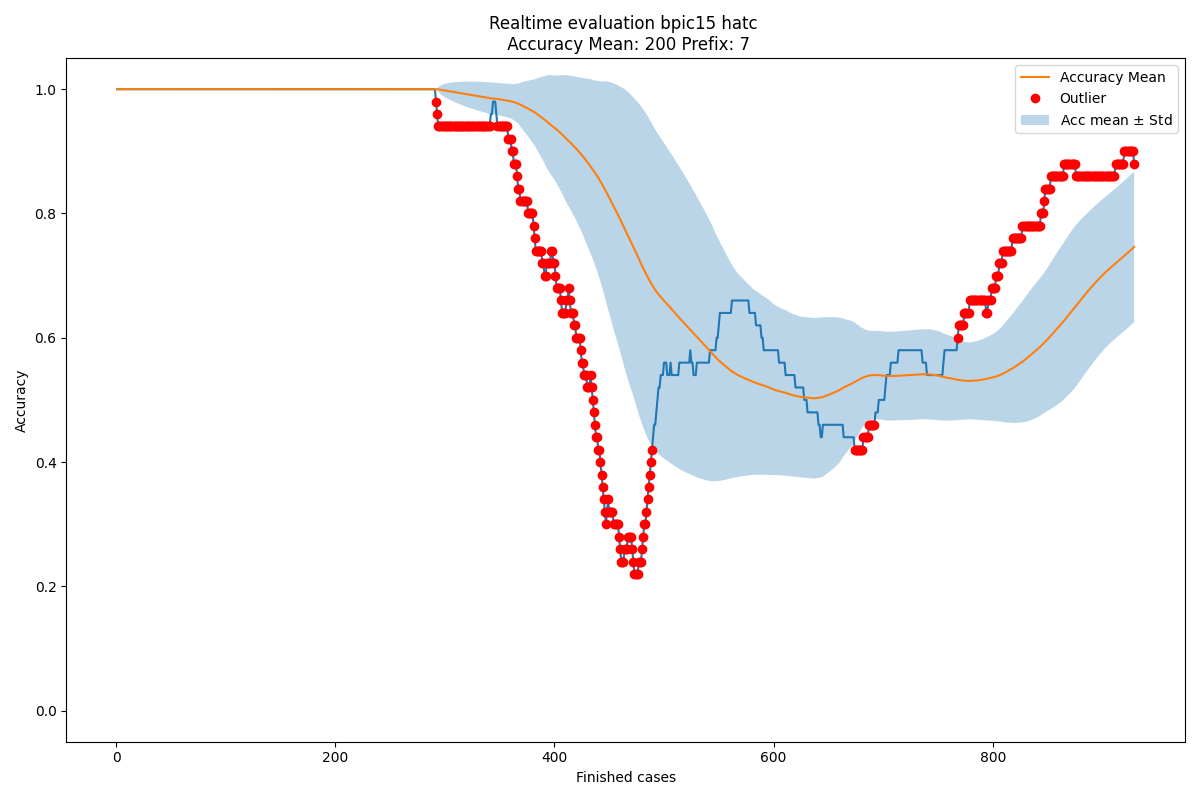 Realtime evaluation bpic15 hatc
Accuracy Mean: 200 Prefix: 7
Accuracy Mean
Outlier
Acc mean ± Std
1.0
0.8
0.6
0.4
0.2
0.0
Accuracy
0 200 400 600 800
Finished cases